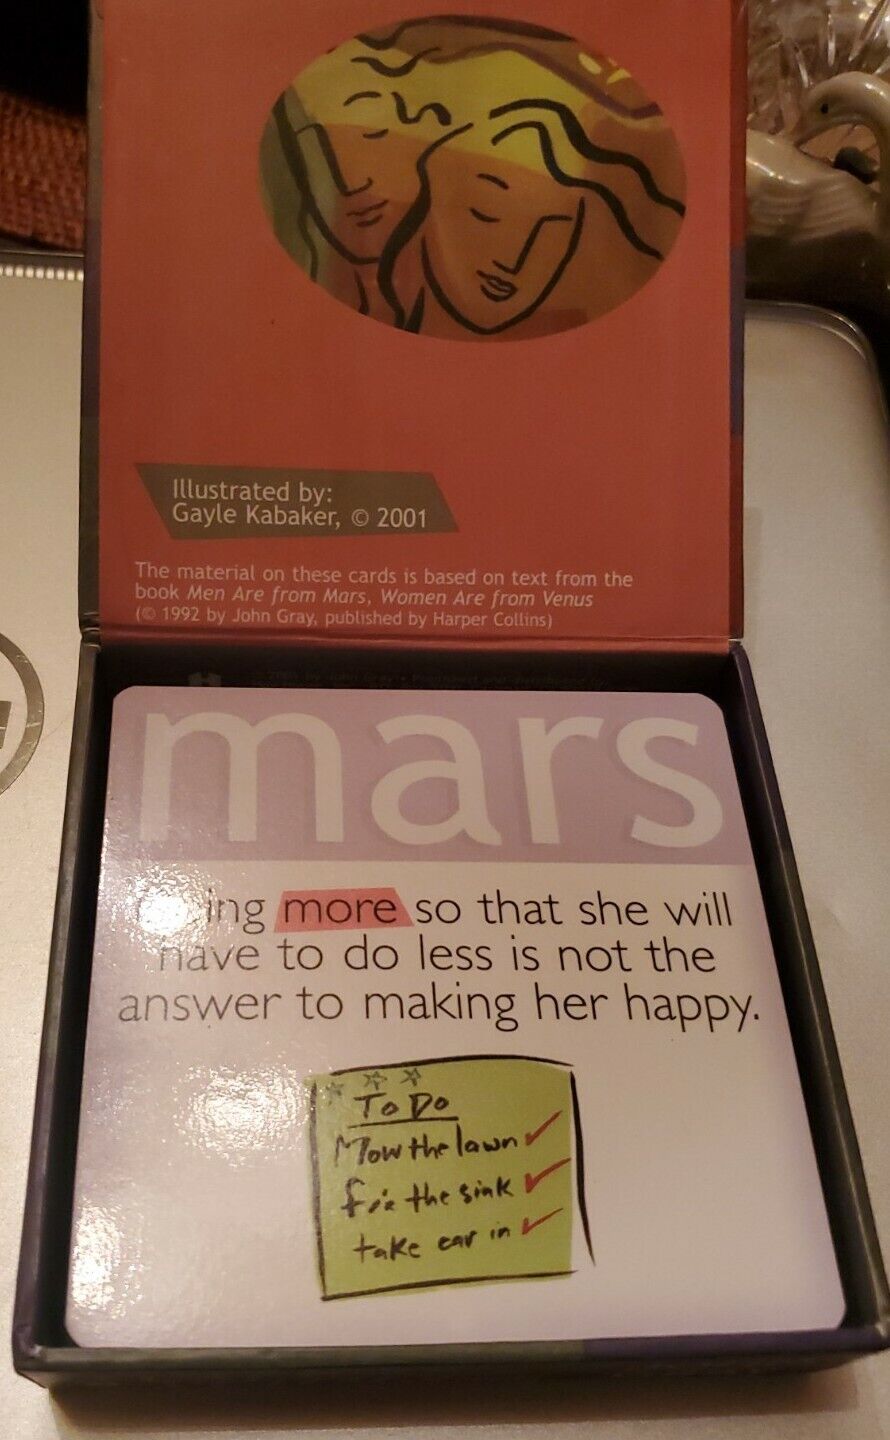 Illustrated by:
Gayle Kabaker, © 2001
The material on these cards is based on text from the
book Men Are from Mars, Women Are from Venus
(© 1992 by John Gray, published by Harper Collins)
mars
more so that she will
have to do less is not the
answer to making her happy.
To Do
Mow the lawn
fix the sink
take car in